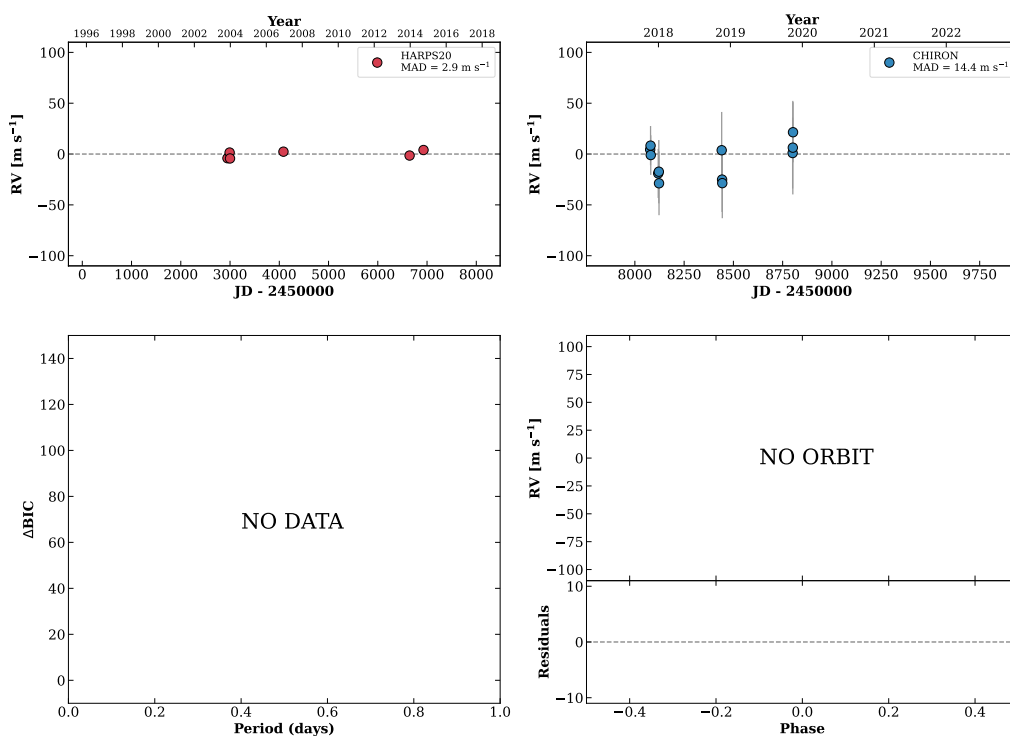 Year
1996 1998 2000 2002 2004 2006 2008 2010 2012 2014 2016 2018
HARPS20
MAD = 2.9 m s⁻¹
RV [m s⁻¹]
100
50
0
−50
−100
0 1000 2000 3000 4000 5000 6000 7000 8000
JD - 2450000
Year
2018 2019 2020 2021 2022
CHIRON
MAD = 14.4 m s⁻¹
RV [m s⁻¹]
100
50
0
−50
−100
8000 8250 8500 8750 9000 9250 9500 9750
JD - 2450000
ΔBIC
140
120
100
80
60
40
20
0
NO DATA
0.0 0.2 0.4 0.6 0.8 1.0
Period (days)
RV [m s⁻¹]
100
75
50
25
0
−25
−50
−75
−100
NO ORBIT
Residuals
10
0
−10
−0.4 −0.2 0.0 0.2 0.4
Phase